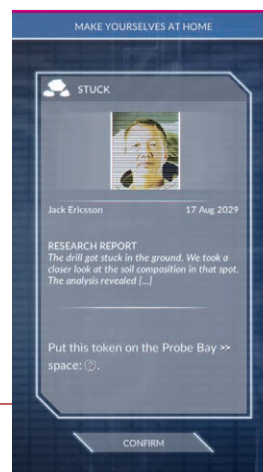 MAKE YOURSELVES AT HOME
STUCK
Jack Ericsson 17 Aug 2029
RESEARCH REPORT
The drill got stuck in the ground. We took a
closer look at the soil composition in that spot.
The analysis revealed [...]
Put this token on the Probe Bay >>
space: ②.
CONFIRM